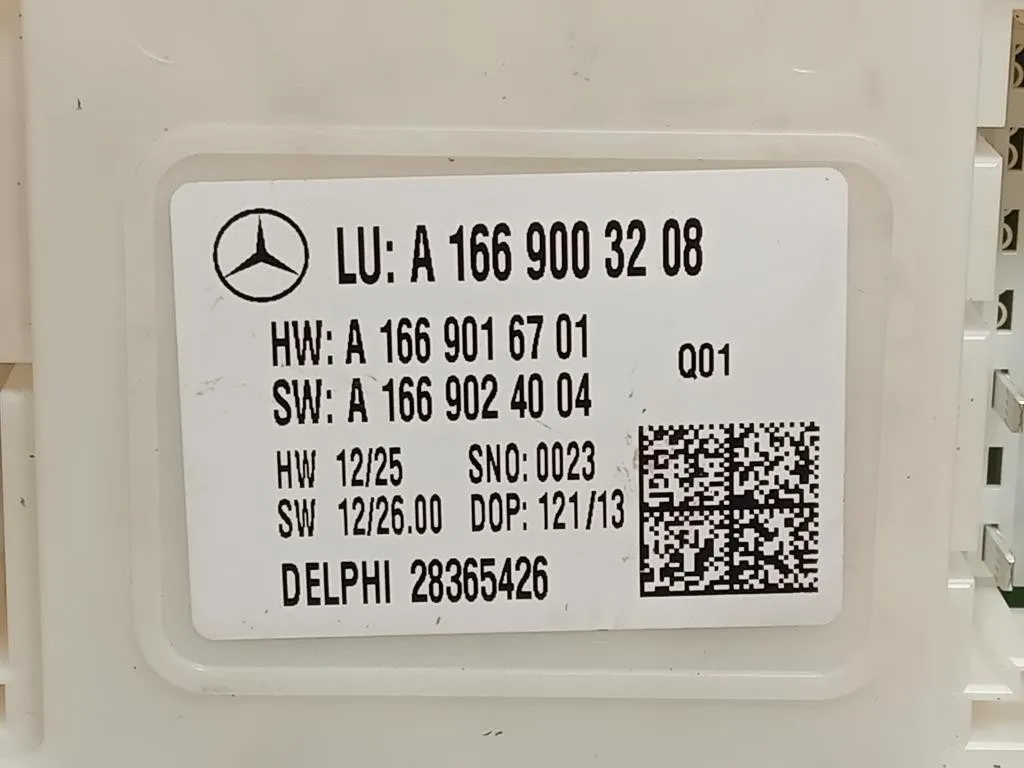 LU: A 166 900 32 08
HW: A 166 901 67 01
SW: A 166 902 40 04
Q01
HW 12/25 SNO: 0023
SW 12/26.00 DOP: 121/13
DELPHI 28365426